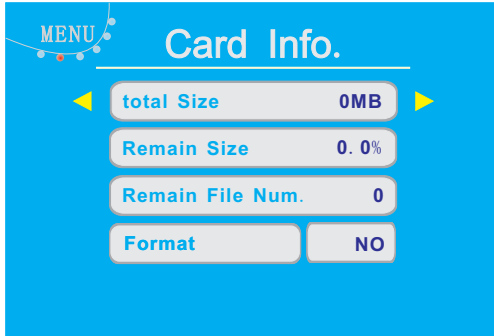 MENU
Card Info.
total Size 0MB
Remain Size 0.0%
Remain File Num. 0
Format NO